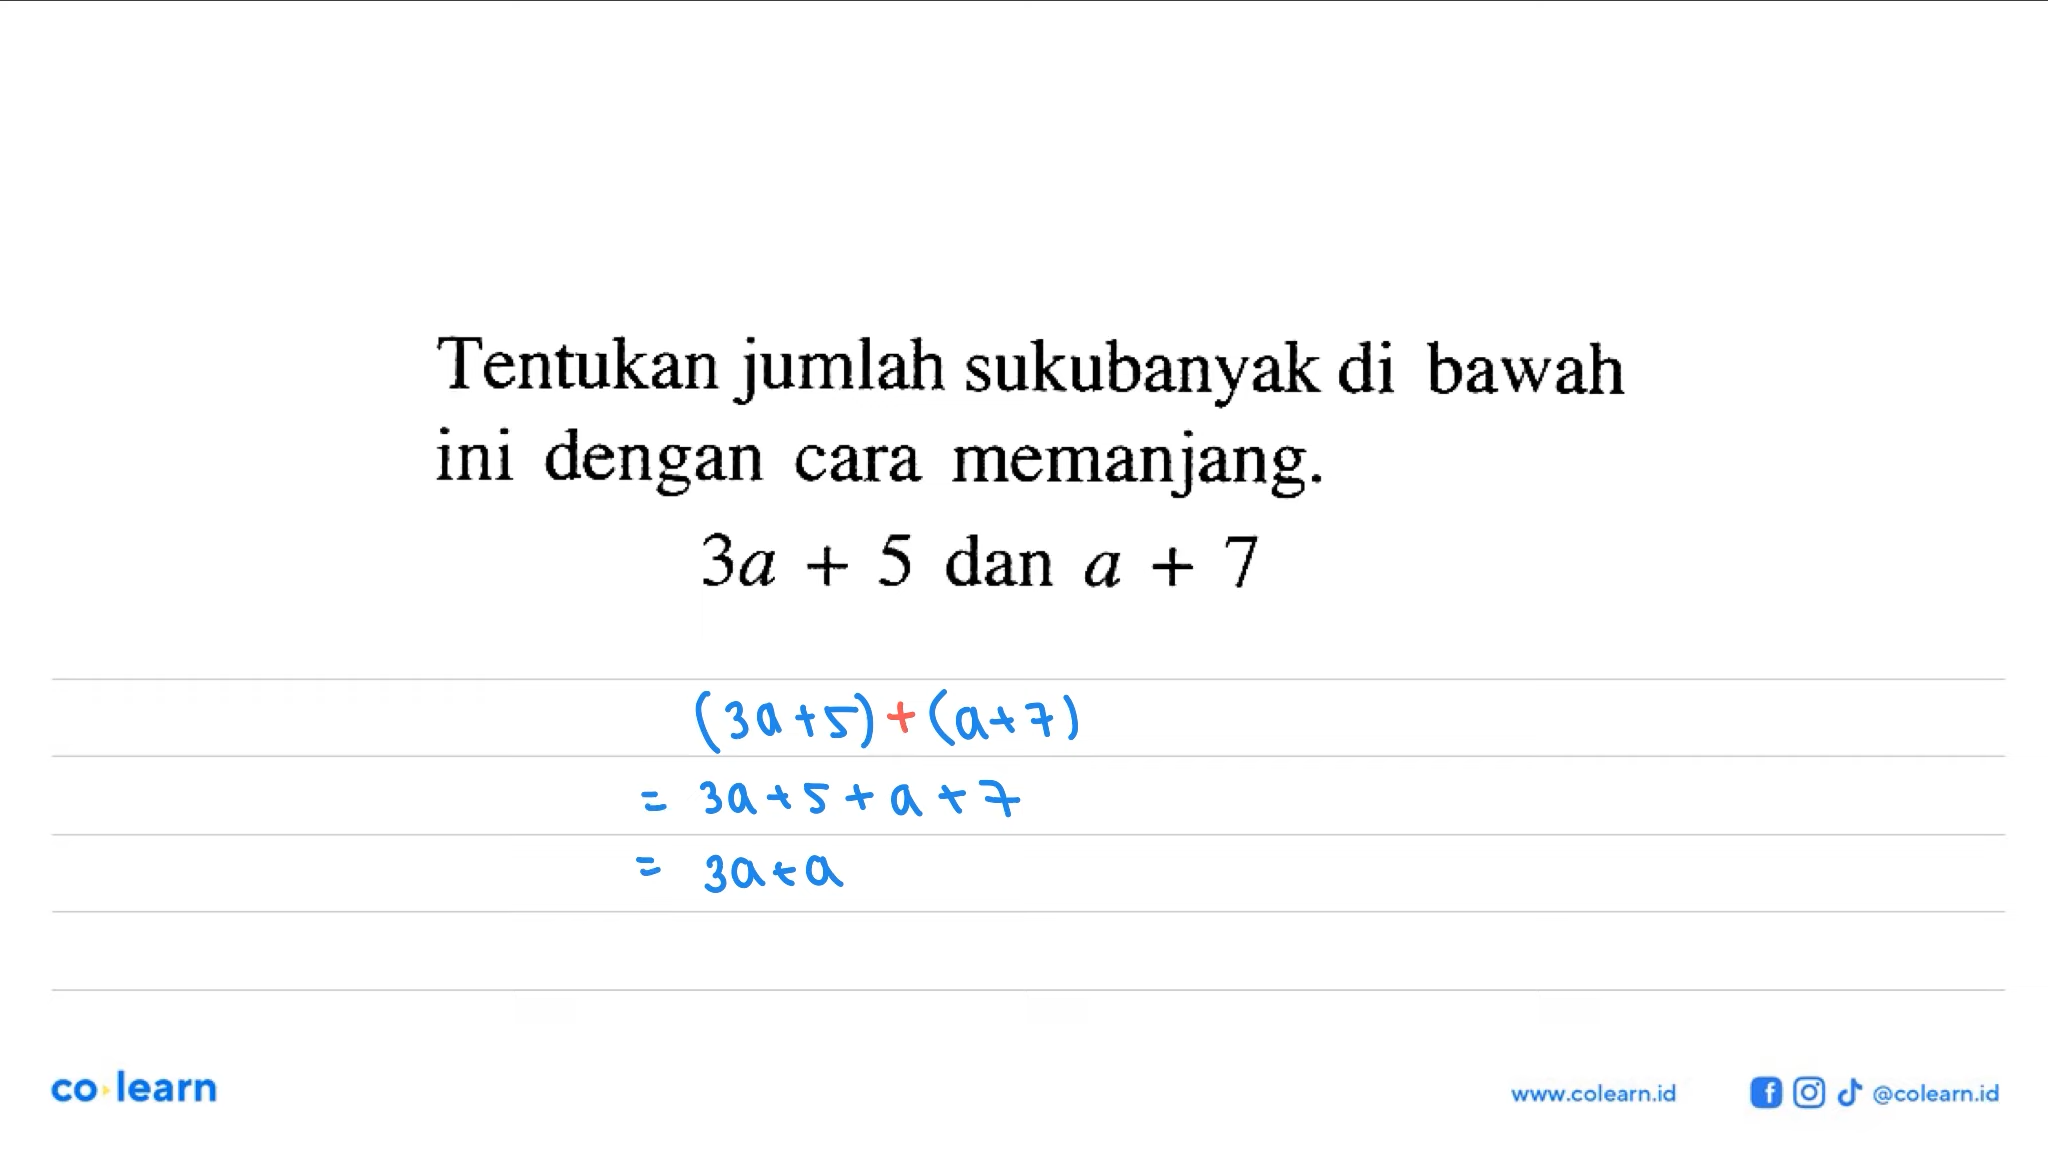 Tentukan jumlah sukubanyak di bawah
ini dengan cara memanjang.
3a + 5 dan a + 7
(3a+5)+(a+7)
= 3a+5+a+7
= 3a+a
co learn
www.colearn.id
@colearn.id